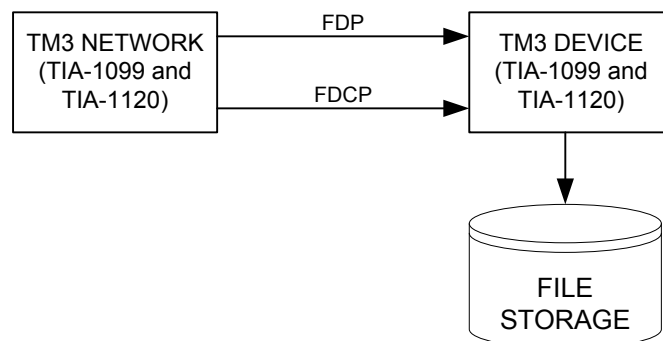 FDP
TM3 NETWORK
(TIA-1099 and
TIA-1120)
FDCP
TM3 DEVICE
(TIA-1099 and
TIA-1120)
FILE
STORAGE